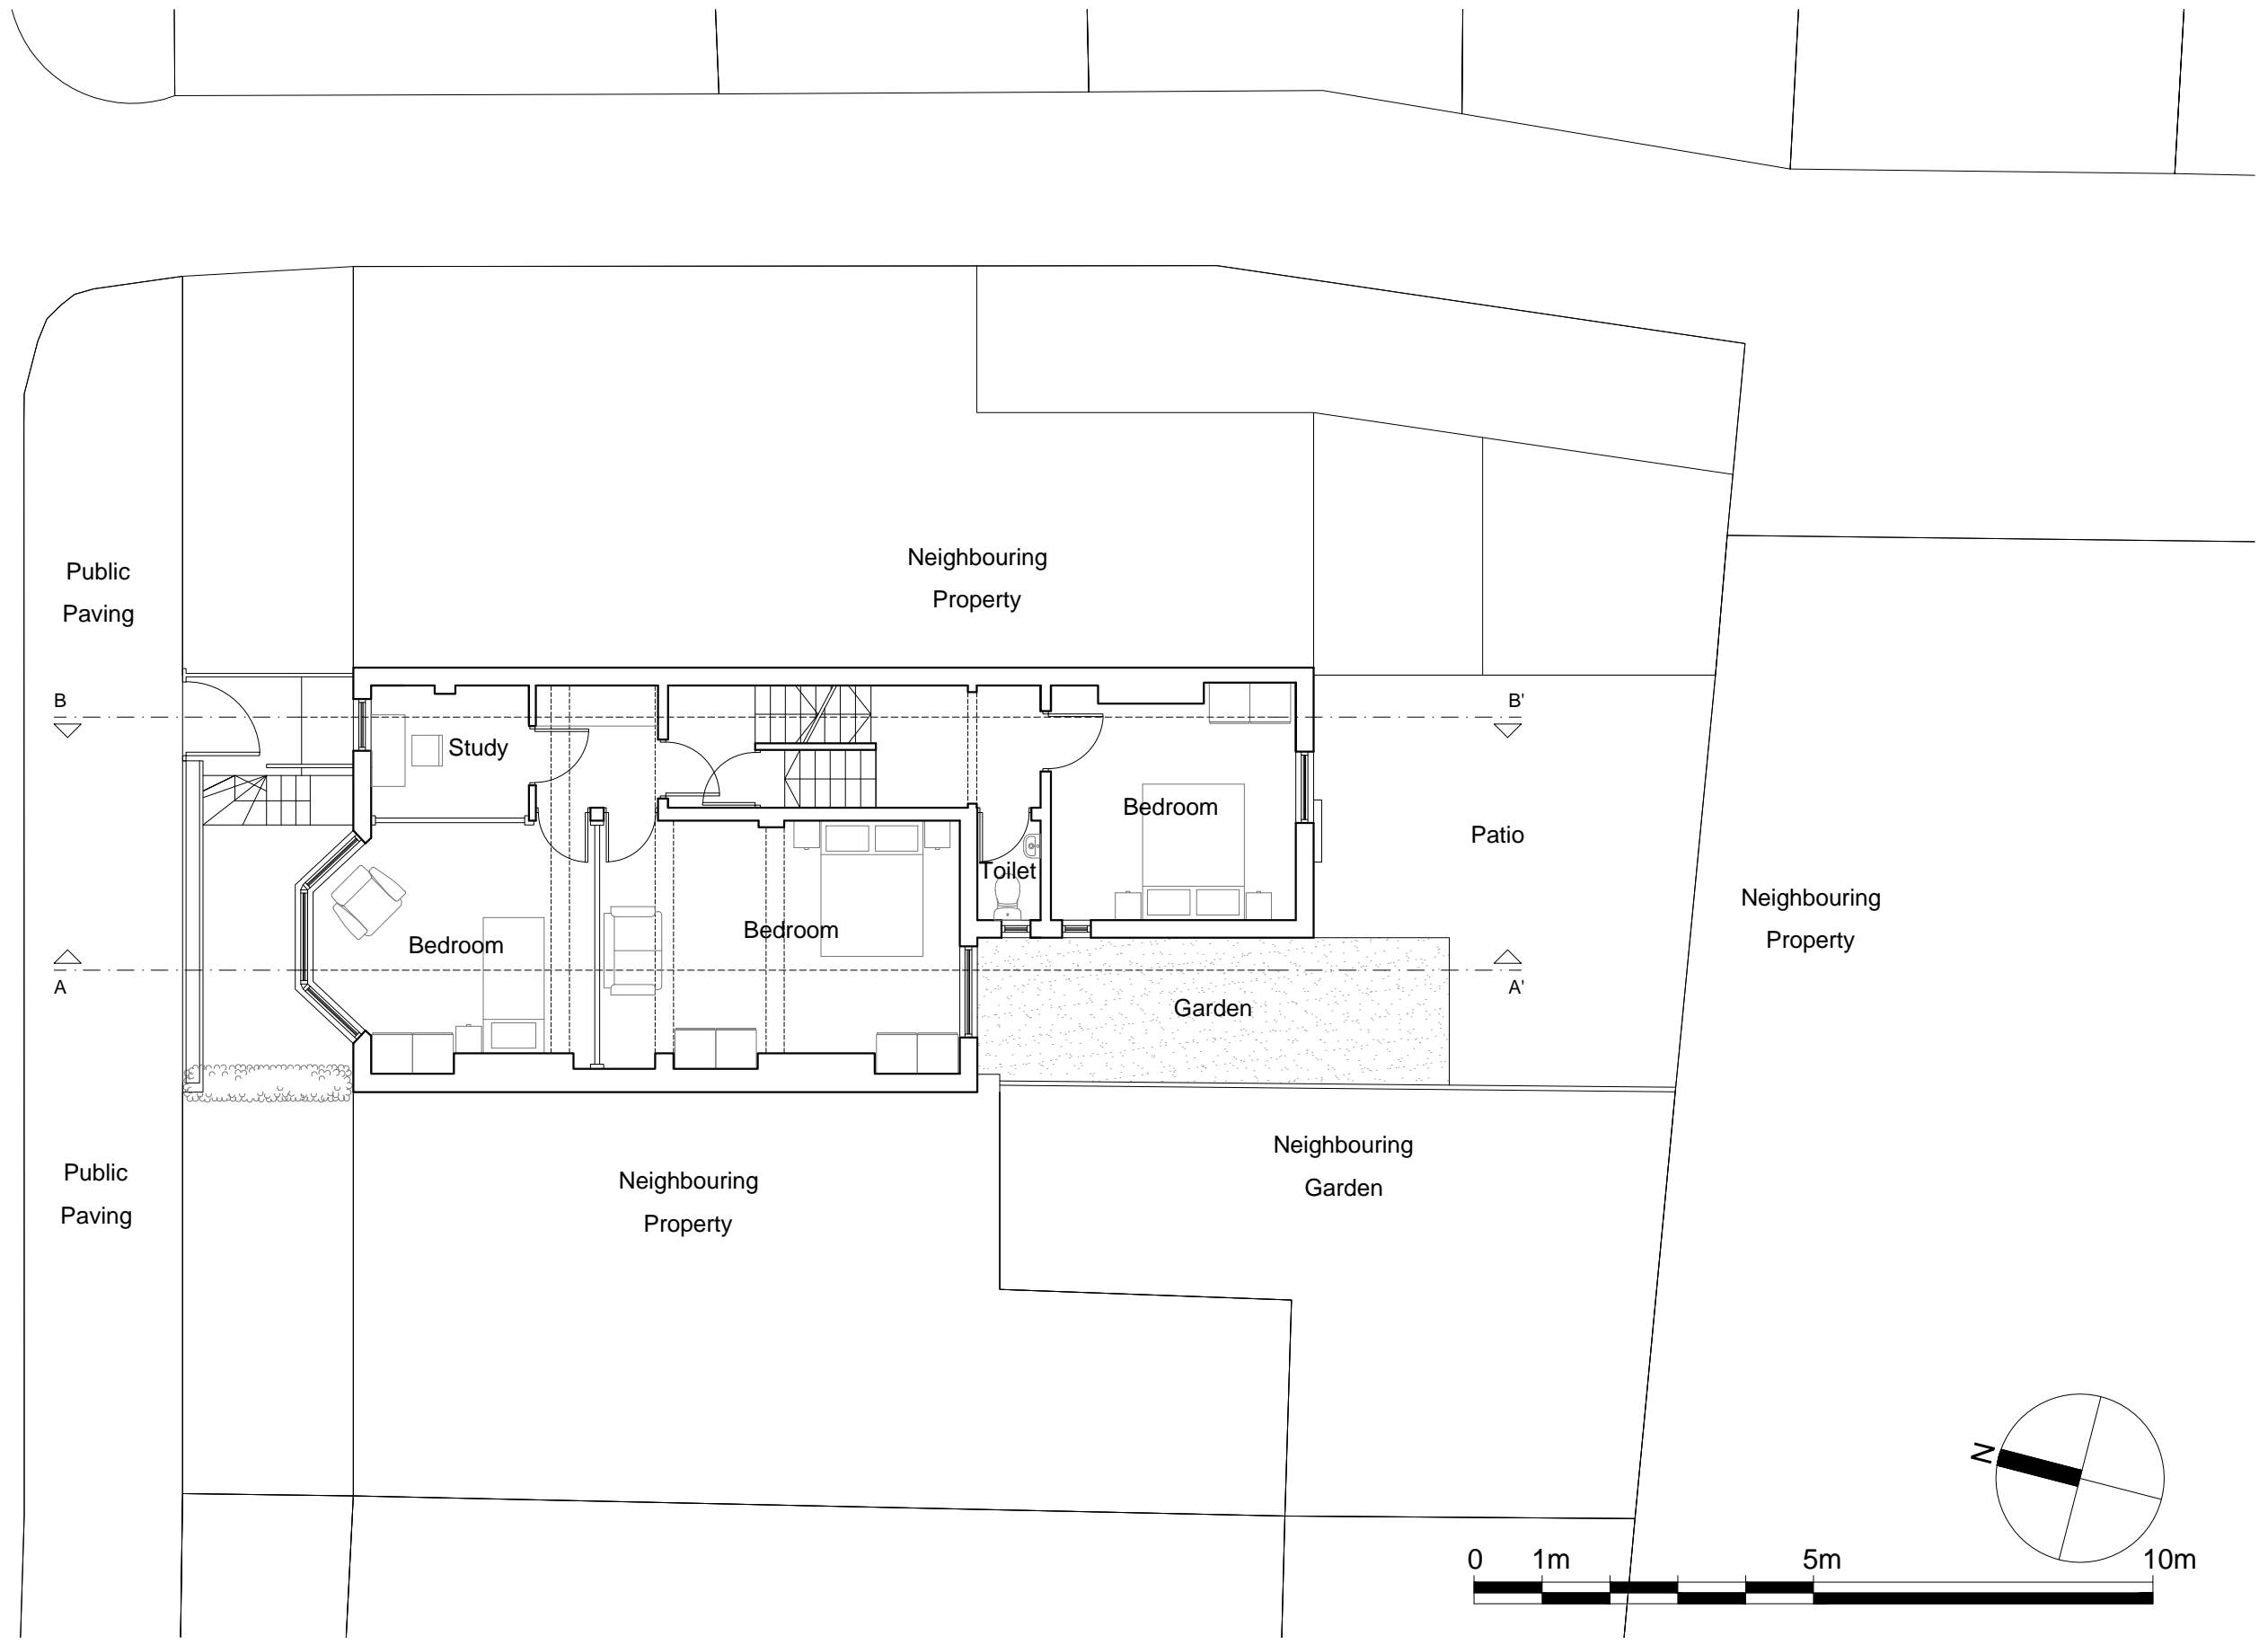 Neighbouring
Property
Public
Paving
B
B'
Study
Bedroom
Patio
Toilet
Neighbouring
Property
Bedroom
Bedroom
A
A'
Garden
Neighbouring
Garden
Public
Paving
Neighbouring
Property
N
0 1m 5m 10m